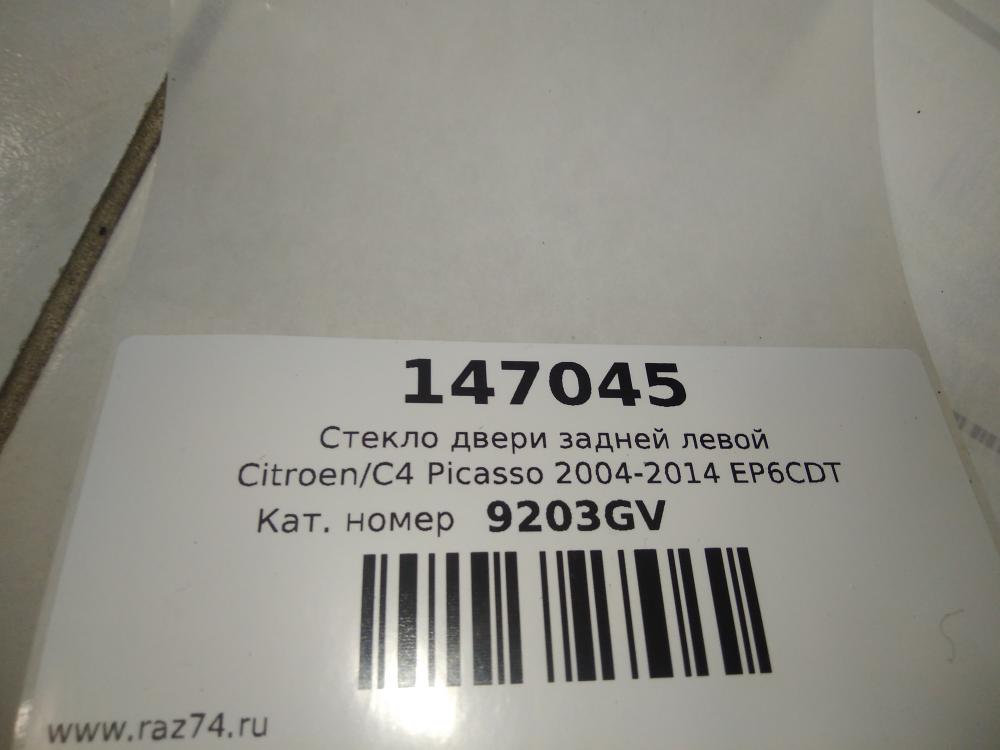 147045
Стекло двери задней левой
Citroen/C4 Picasso 2004-2014 EP6CDT
Кат. номер 9203GV
www.raz74.ru